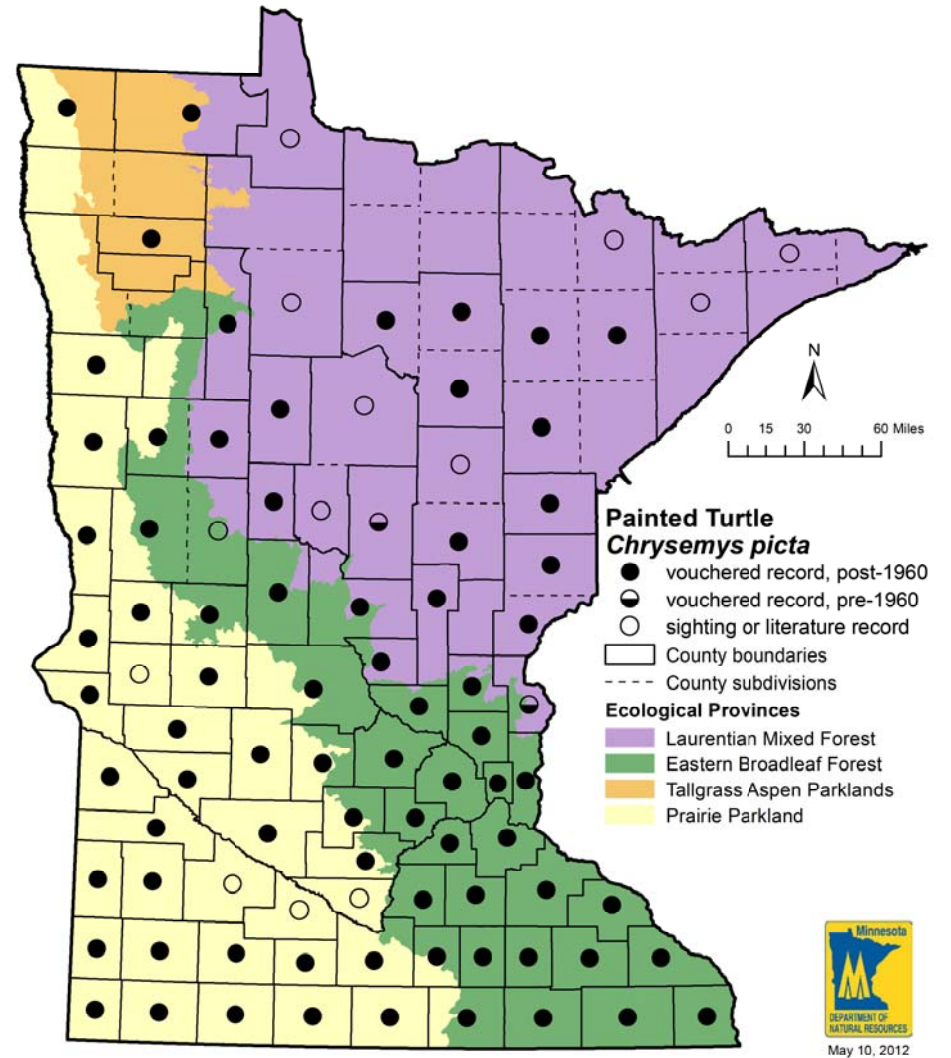 N
0 15 30 60 Miles
Painted Turtle
Chrysemys picta
vouchered record, post-1960
vouchered record, pre-1960
sighting or literature record
County boundaries
County subdivisions
Ecological Provinces
Laurentian Mixed Forest
Eastern Broadleaf Forest
Tallgrass Aspen Parklands
Prairie Parkland
Minnesota
DEPARTMENT OF
NATURAL RESOURCES
May 10, 2012